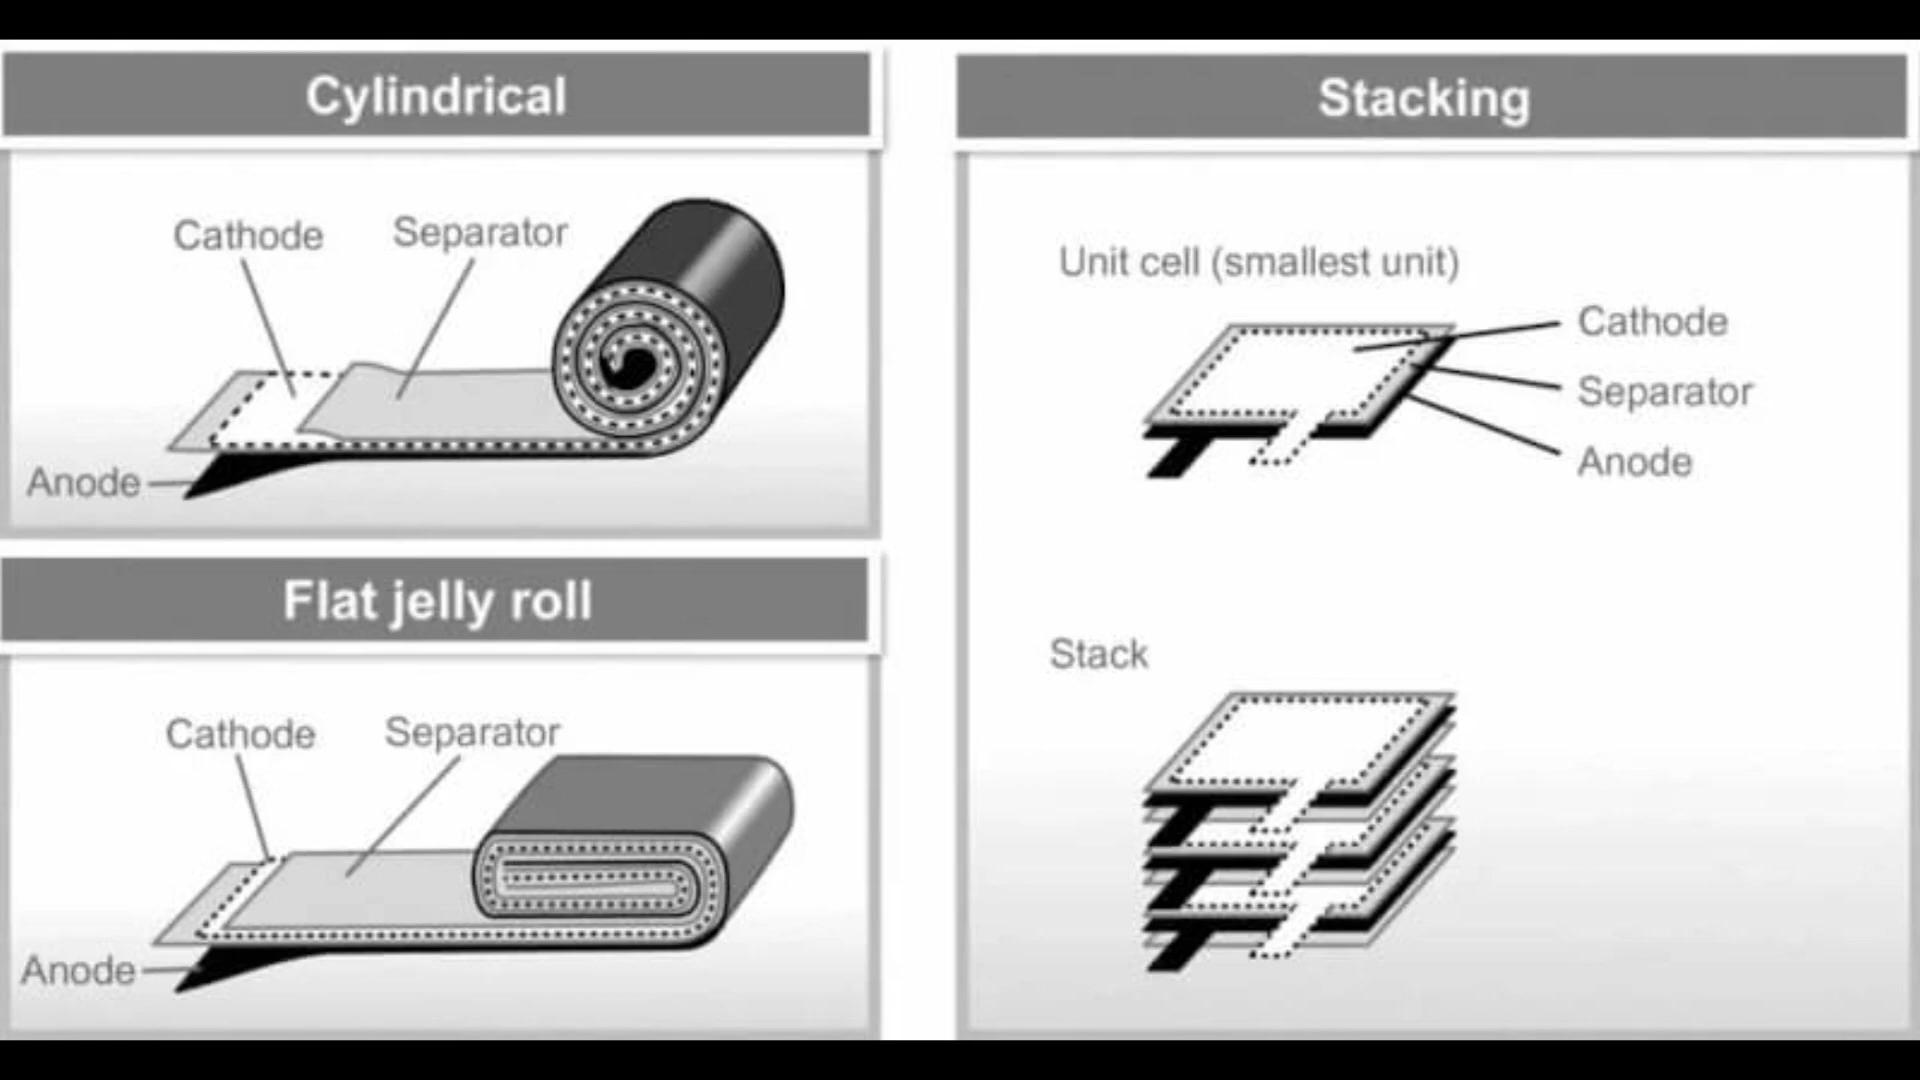 Cylindrical
Cathode Separator
Anode
Flat jelly roll
Cathode Separator
Anode
Stacking
Unit cell (smallest unit)
Cathode
Separator
Anode
Stack